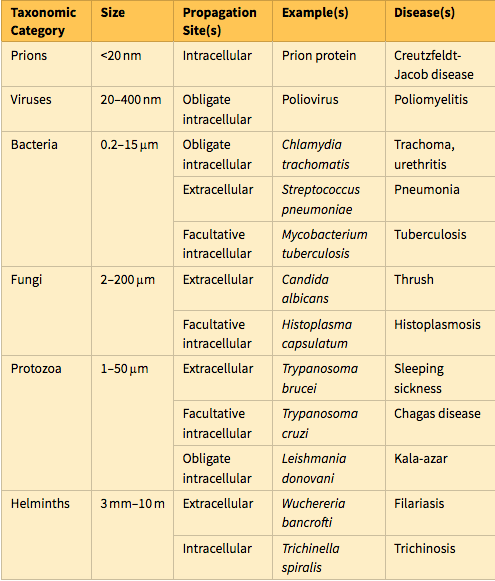 Taxonomic Category Size Propagation Site(s) Example(s) Disease(s)
Prions <20 nm Intracellular Prion protein Creutzfeldt-Jacob disease
Viruses 20–400 nm Obligate intracellular Poliovirus Poliomyelitis
Bacteria 0.2–15 μm Obligate intracellular Chlamydia trachomatis Trachoma, urethritis
Extracellular Streptococcus pneumoniae Pneumonia
Facultative intracellular Mycobacterium tuberculosis Tuberculosis
Fungi 2–200 μm Extracellular Candida albicans Thrush
Facultative intracellular Histoplasma capsulatum Histoplasmosis
Protozoa 1–50 μm Extracellular Trypanosoma brucei Sleeping sickness
Facultative intracellular Trypanosoma cruzi Chagas disease
Obligate intracellular Leishmania donovani Kala-azar
Helminths 3 mm–10 m Extracellular Wuchereria bancrofti Filariasis
Intracellular Trichinella spiralis Trichinosis